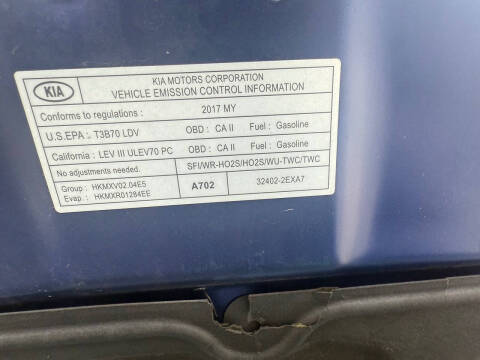 KIA
KIA MOTORS CORPORATION
VEHICLE EMISSION CONTROL INFORMATION
Conforms to regulations : 2017 MY
U.S.EPA : T3B70 LDV OBD : CA II Fuel : Gasoline
California : LEV III ULEV70 PC OBD : CA II Fuel : Gasoline
No adjustments needed. SFI/WR-HO2S/HO2S/WU-TWC/TWC
Group : HKMXV02.04E5
Evap : HKMXR01284EE
A702 32402-2EXA7